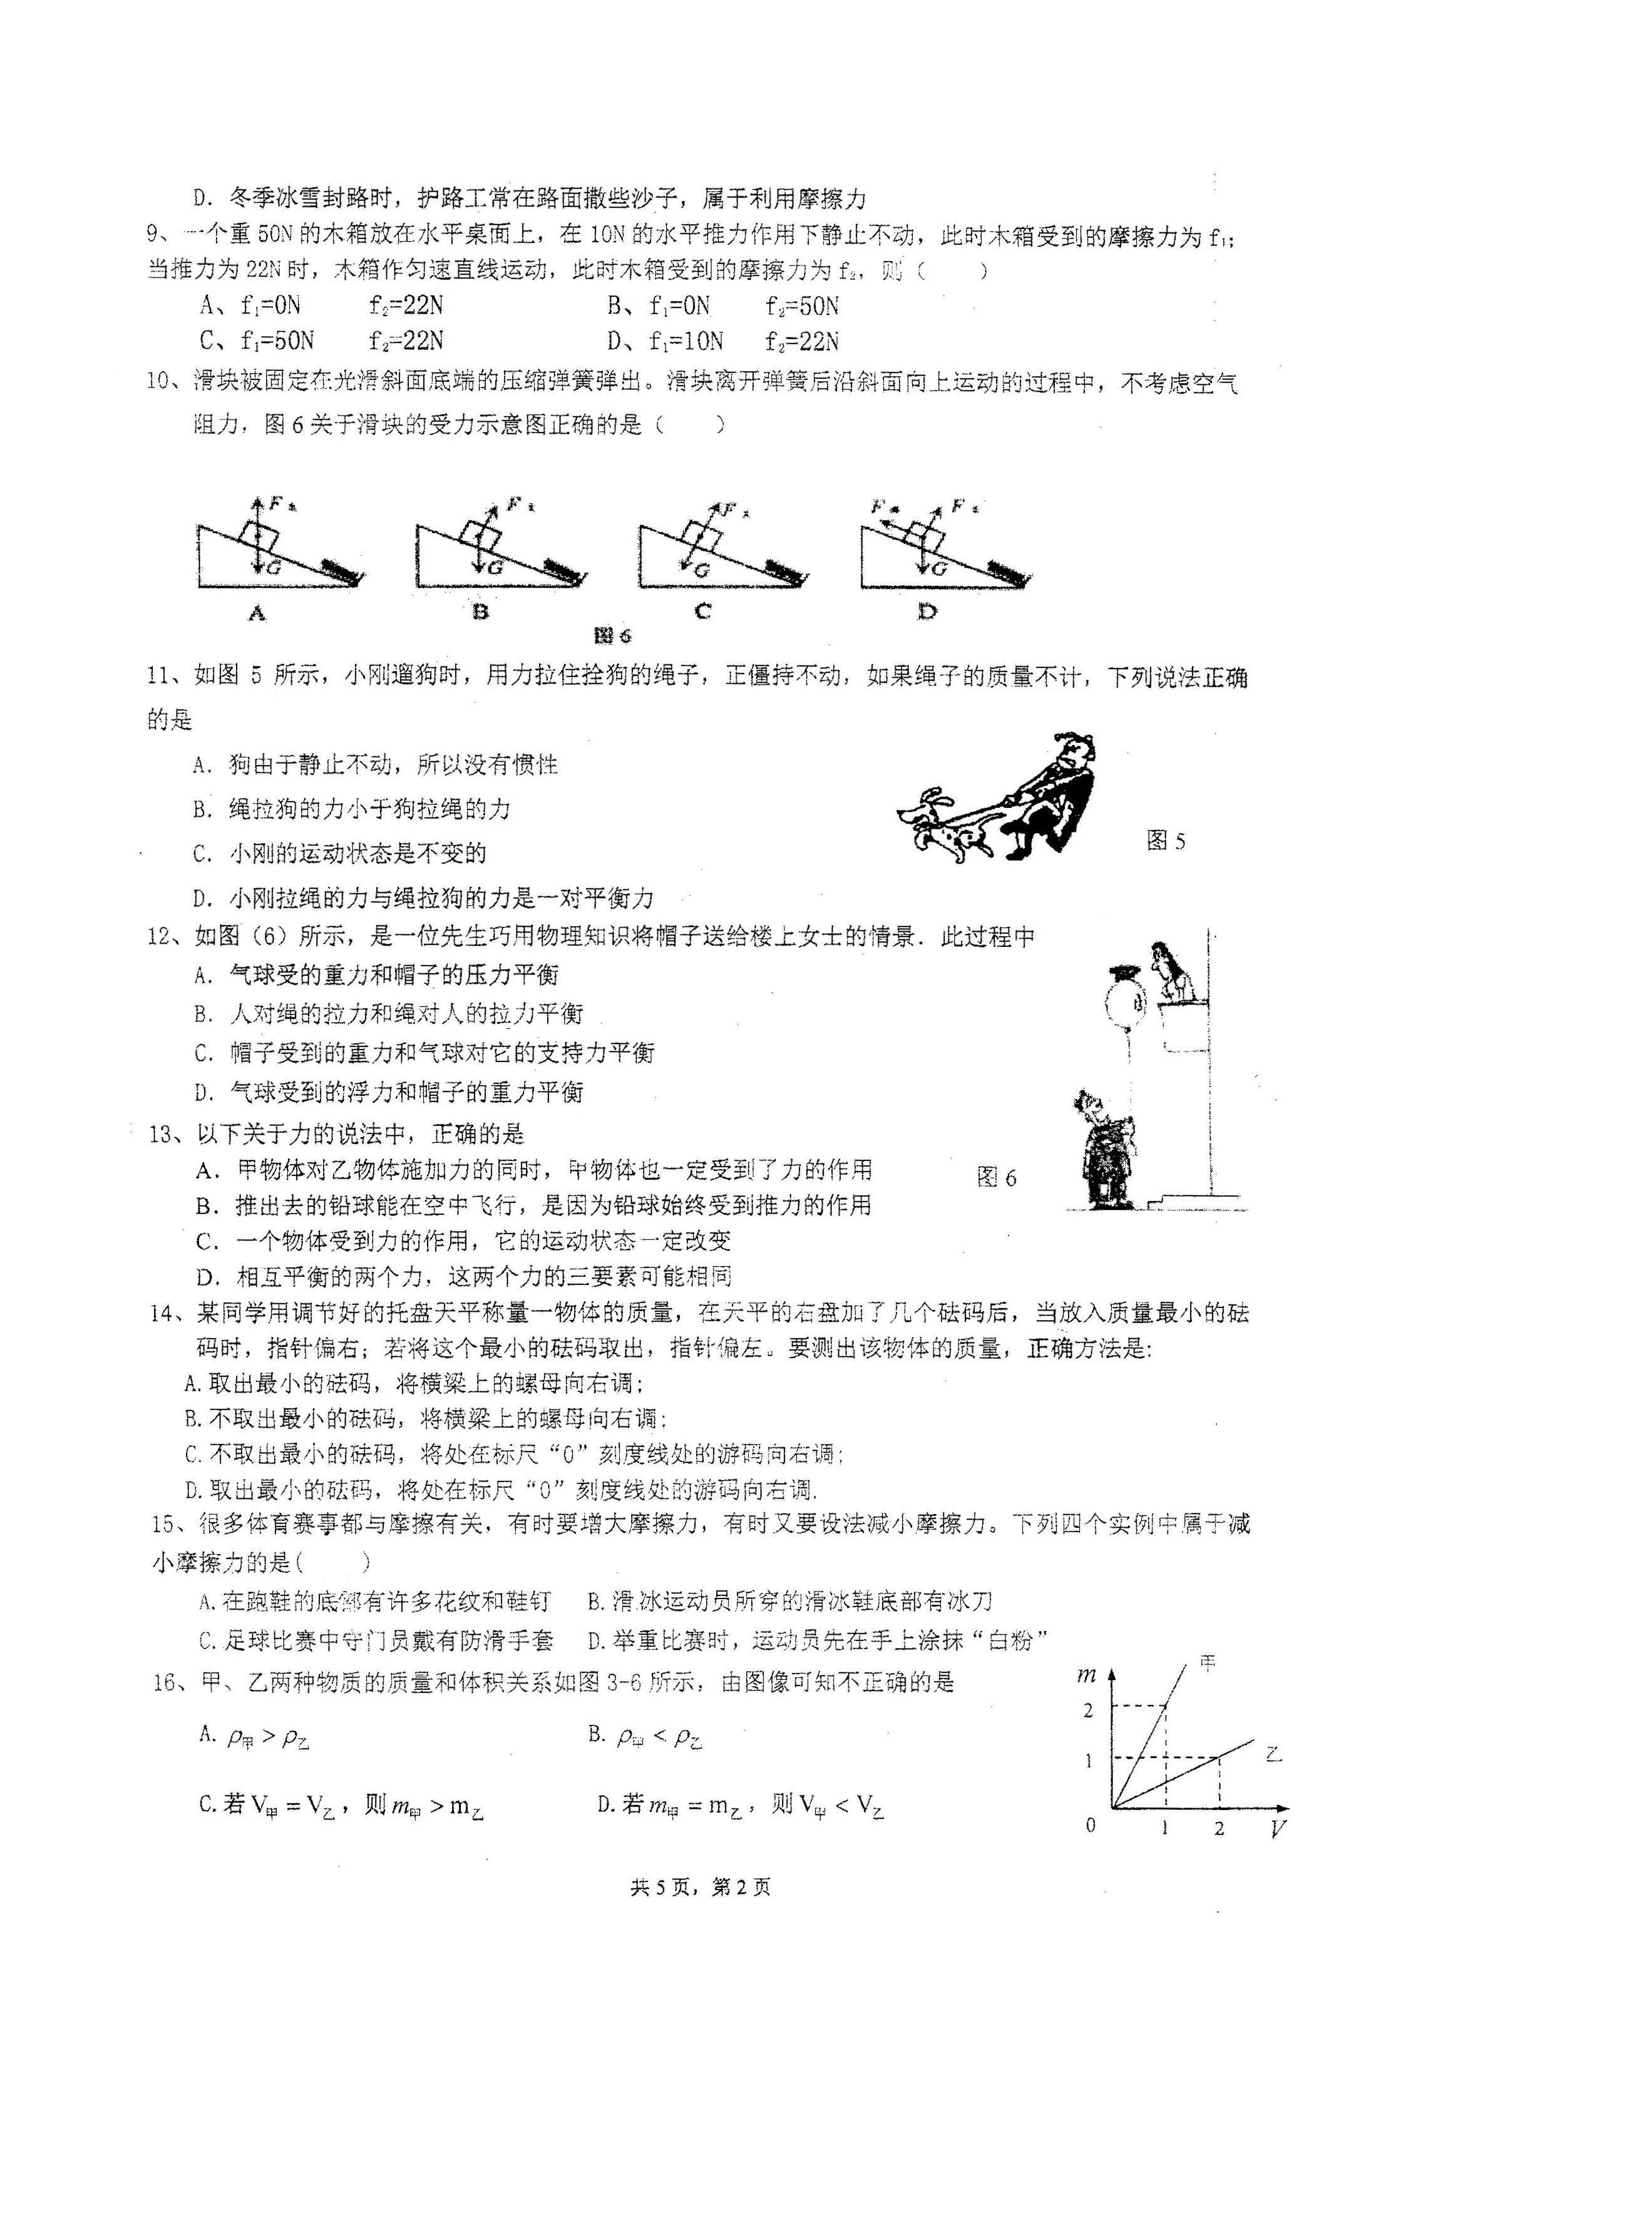 D. 冬季冰雪封路时，护路工常在路面撒些沙子，属于利用摩擦力
9、一个重 50N 的木箱放在水平桌面上，在 10N 的水平推力作用下静止不动，此时木箱受到的摩擦力为 f₁；
当推力为 22N 时，木箱作匀速直线运动，此时木箱受到的摩擦力为 f₂，则（　　）
A、f₁=0N　　f₂=22N　　B、f₁=0N　　f₂=50N
C、f₁=50N　　f₂=22N　　D、f₁=10N　　f₂=22N
10、滑块被固定在光滑斜面底端的压缩弹簧弹出。滑块离开弹簧后沿斜面向上运动的过程中，不考虑空气
阻力，图 6 关于滑块的受力示意图正确的是（　　）
F支　F支　F支　F冲　F支
G　G　G　G
A　B　C　D
图 6
11、如图 5 所示，小刚遛狗时，用力拉住拴狗的绳子，正僵持不动，如果绳子的质量不计，下列说法正确
的是
A．狗由于静止不动，所以没有惯性
B．绳拉狗的力小于狗拉绳的力
C．小刚的运动状态是不变的
D．小刚拉绳的力与绳拉狗的力是一对平衡力
图 5
12、如图（6）所示，是一位先生巧用物理知识将帽子送给楼上女士的情景．此过程中
A．气球受的重力和帽子的压力平衡
B．人对绳的拉力和绳对人的拉力平衡
C．帽子受到的重力和气球对它的支持力平衡
D．气球受到的浮力和帽子的重力平衡
13、以下关于力的说法中，正确的是
A．甲物体对乙物体施加力的同时，甲物体也一定受到了力的作用
B．推出去的铅球能在空中飞行，是因为铅球始终受到推力的作用
C．一个物体受到力的作用，它的运动状态一定改变
D．相互平衡的两个力，这两个力的三要素可能相同
图 6
14、某同学用调节好的托盘天平称量一物体的质量，在天平的右盘加了几个砝码后，当放入质量最小的砝
码时，指针偏右；若将这个最小的砝码取出，指针偏左。要测出该物体的质量，正确方法是：
A.取出最小的砝码，将横梁上的螺母向右调；
B.不取出最小的砝码，将横梁上的螺母向右调；
C.不取出最小的砝码，将处在标尺“0”刻度线处的游码向右调；
D.取出最小的砝码，将处在标尺“0”刻度线处的游码向右调.
15、很多体育赛事都与摩擦有关，有时要增大摩擦力，有时又要设法减小摩擦力。下列四个实例中属于减
小摩擦力的是（　　）
A.在跑鞋的底部有许多花纹和鞋钉　B.滑冰运动员所穿的滑冰鞋底部有冰刀
C.足球比赛中守门员戴有防滑手套　D.举重比赛时，运动员先在手上涂抹“白粉”
16、甲、乙两种物质的质量和体积关系如图 3-6 所示，由图像可知不正确的是
A. ρ甲 > ρ乙　　B. ρ甲 < ρ乙
C.若 V甲 = V乙，则 m甲 > m乙　　D.若 m甲 = m乙，则 V甲 < V乙
m　甲
2
1　乙
0　1　2　V
共 5 页，第 2 页